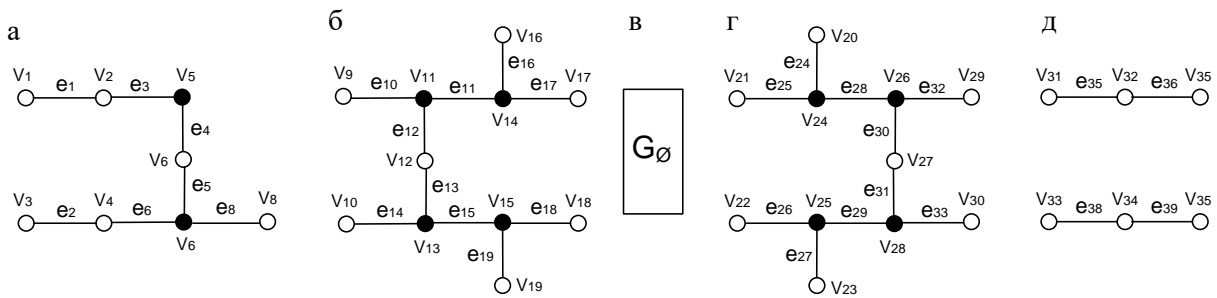 а
V1
e1
V2
e3
V5
e4
V6
e5
V3
e2
V4
e6
V6
e8
V8
б
V16
e16
V9
e10
V11
e11
V14
e17
V17
e12
V12
e13
V10
e14
V13
e15
V15
e18
V18
e19
V19
в
GØ
г
V20
e24
V21
e25
V24
e28
V26
e32
V29
e30
V27
e31
V22
e26
V25
e29
V28
e33
V30
e27
V23
д
V31
e35
V32
e36
V35
V33
e38
V34
e39
V35